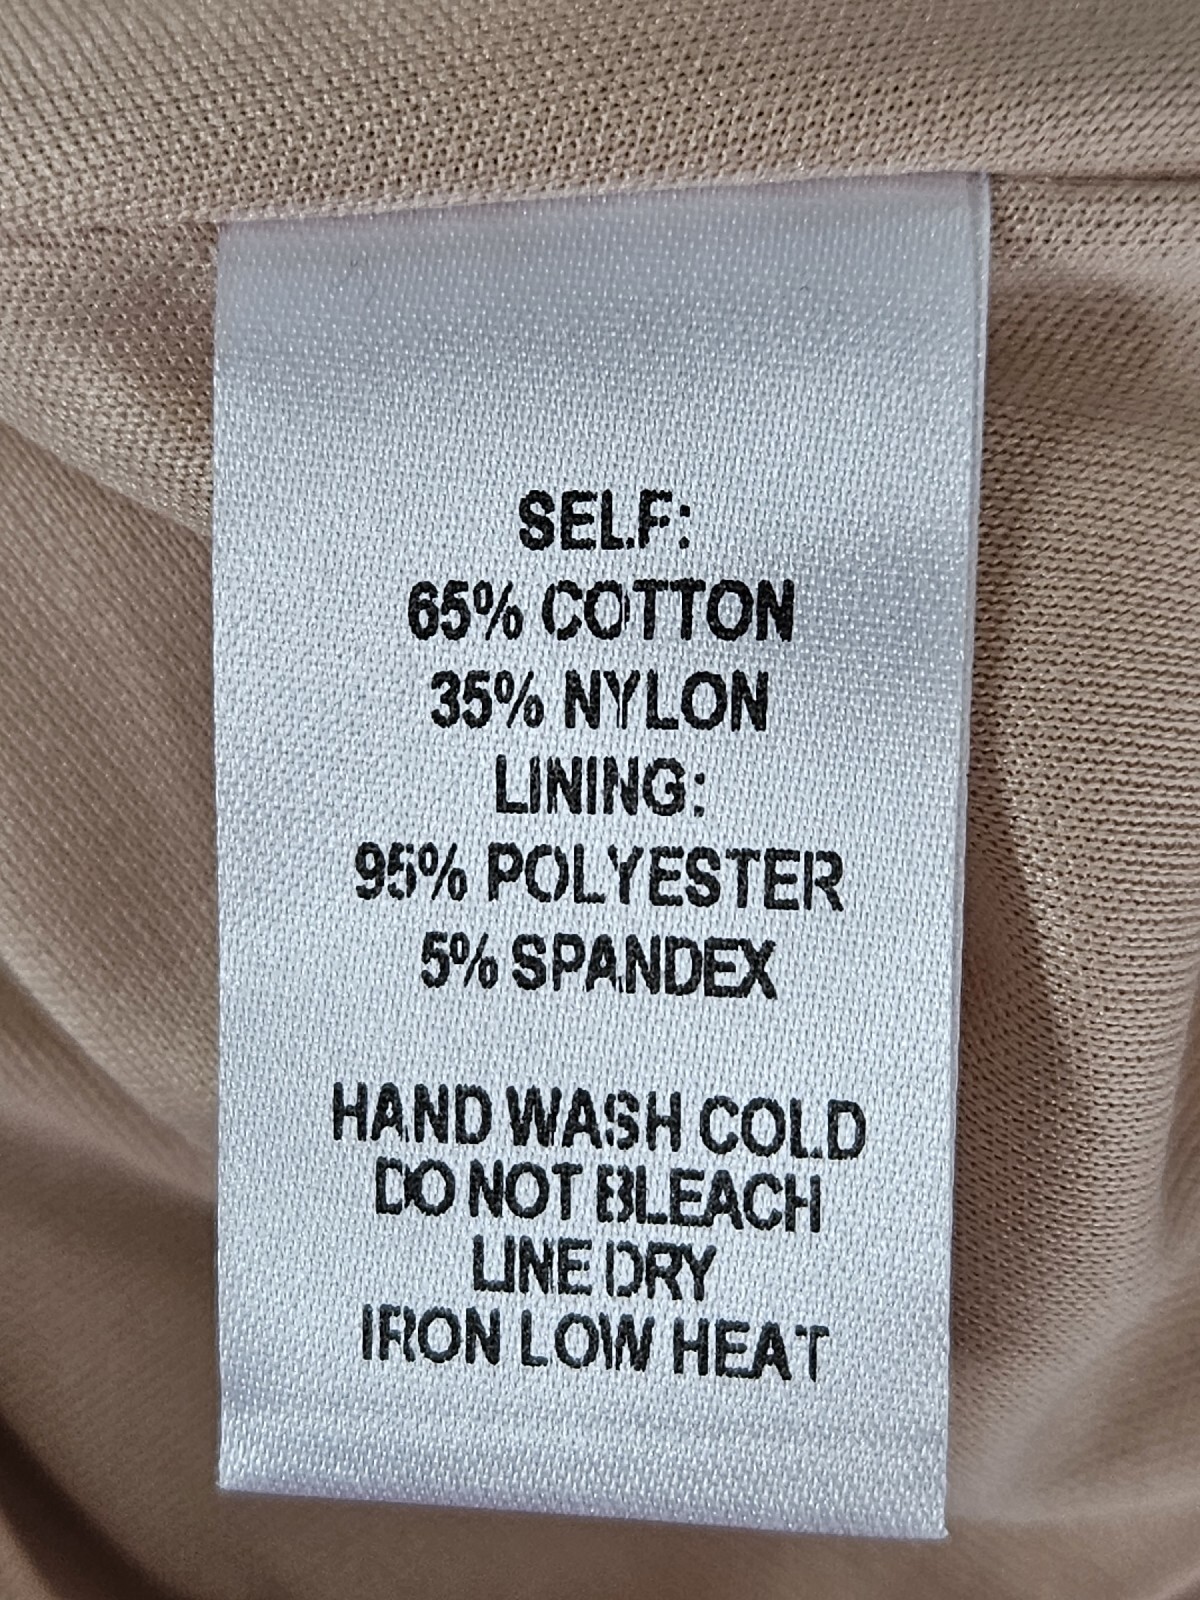 SELF:
65% COTTON
35% NYLON
LINING:
95% POLYESTER
5% SPANDEX
HAND WASH COLD
DO NOT BLEACH
LINE DRY
IRON LOW HEAT